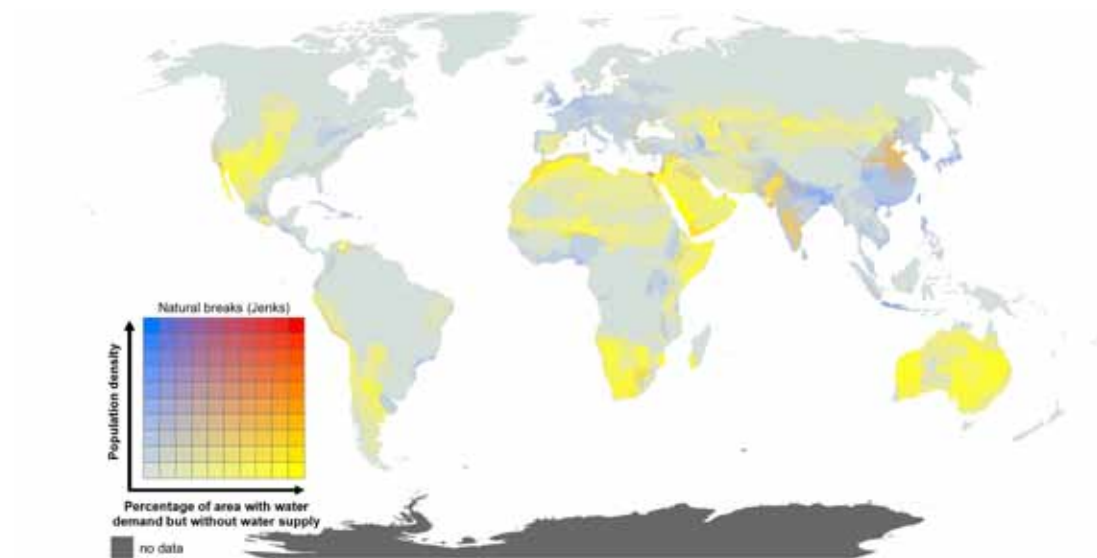 Natural breaks (Jenks)
Population density
Percentage of area with water
demand but without water supply
no data